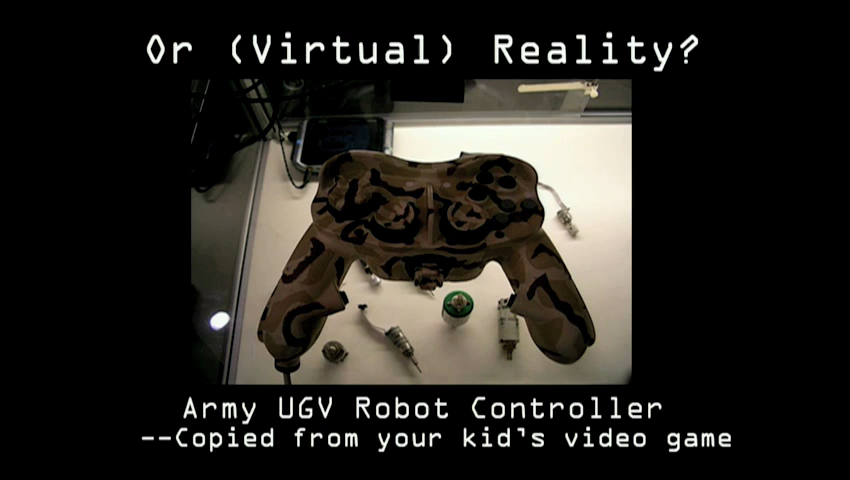 Or (Virtual) Reality?
Army UGV Robot Controller
--Copied from your kid's video game